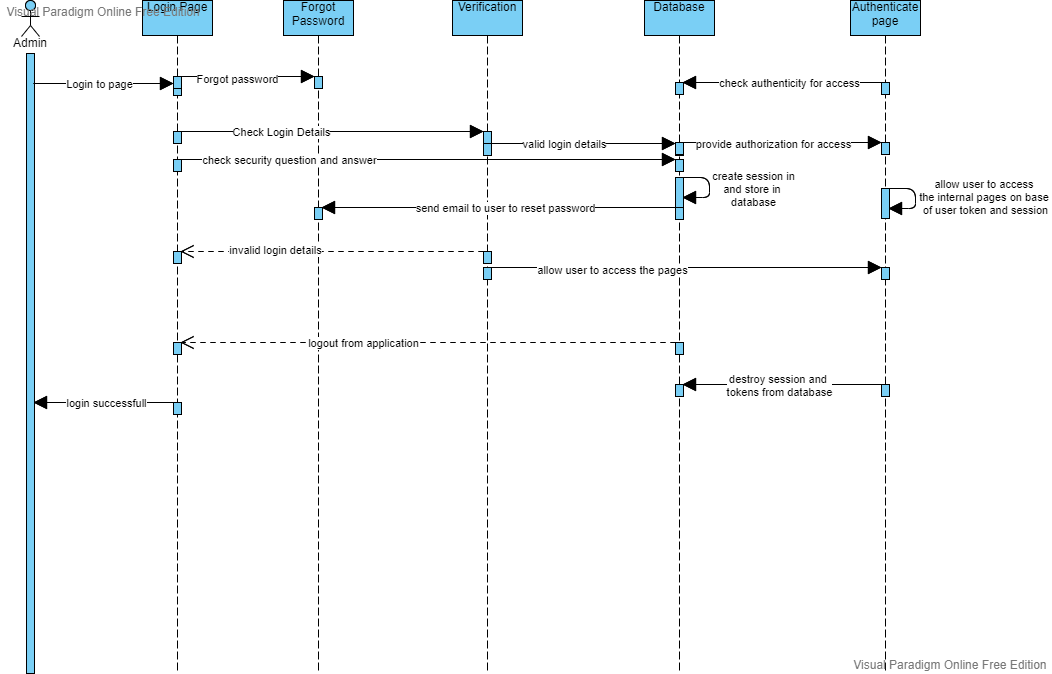 Visual Paradigm Online Free Edition
Login Page
Forgot
Password
Verification
Database
Authenticate
page
Admin
Login to page
Forgot password
check authenticity for access
Check Login Details
valid login details
provide authorization for access
check security question and answer
create session in
and store in
database
allow user to access
the internal pages on base
of user token and session
send email to user to reset password
invalid login details
allow user to access the pages
logout from application
destroy session and
tokens from database
login successfull
Visual Paradigm Online Free Edition